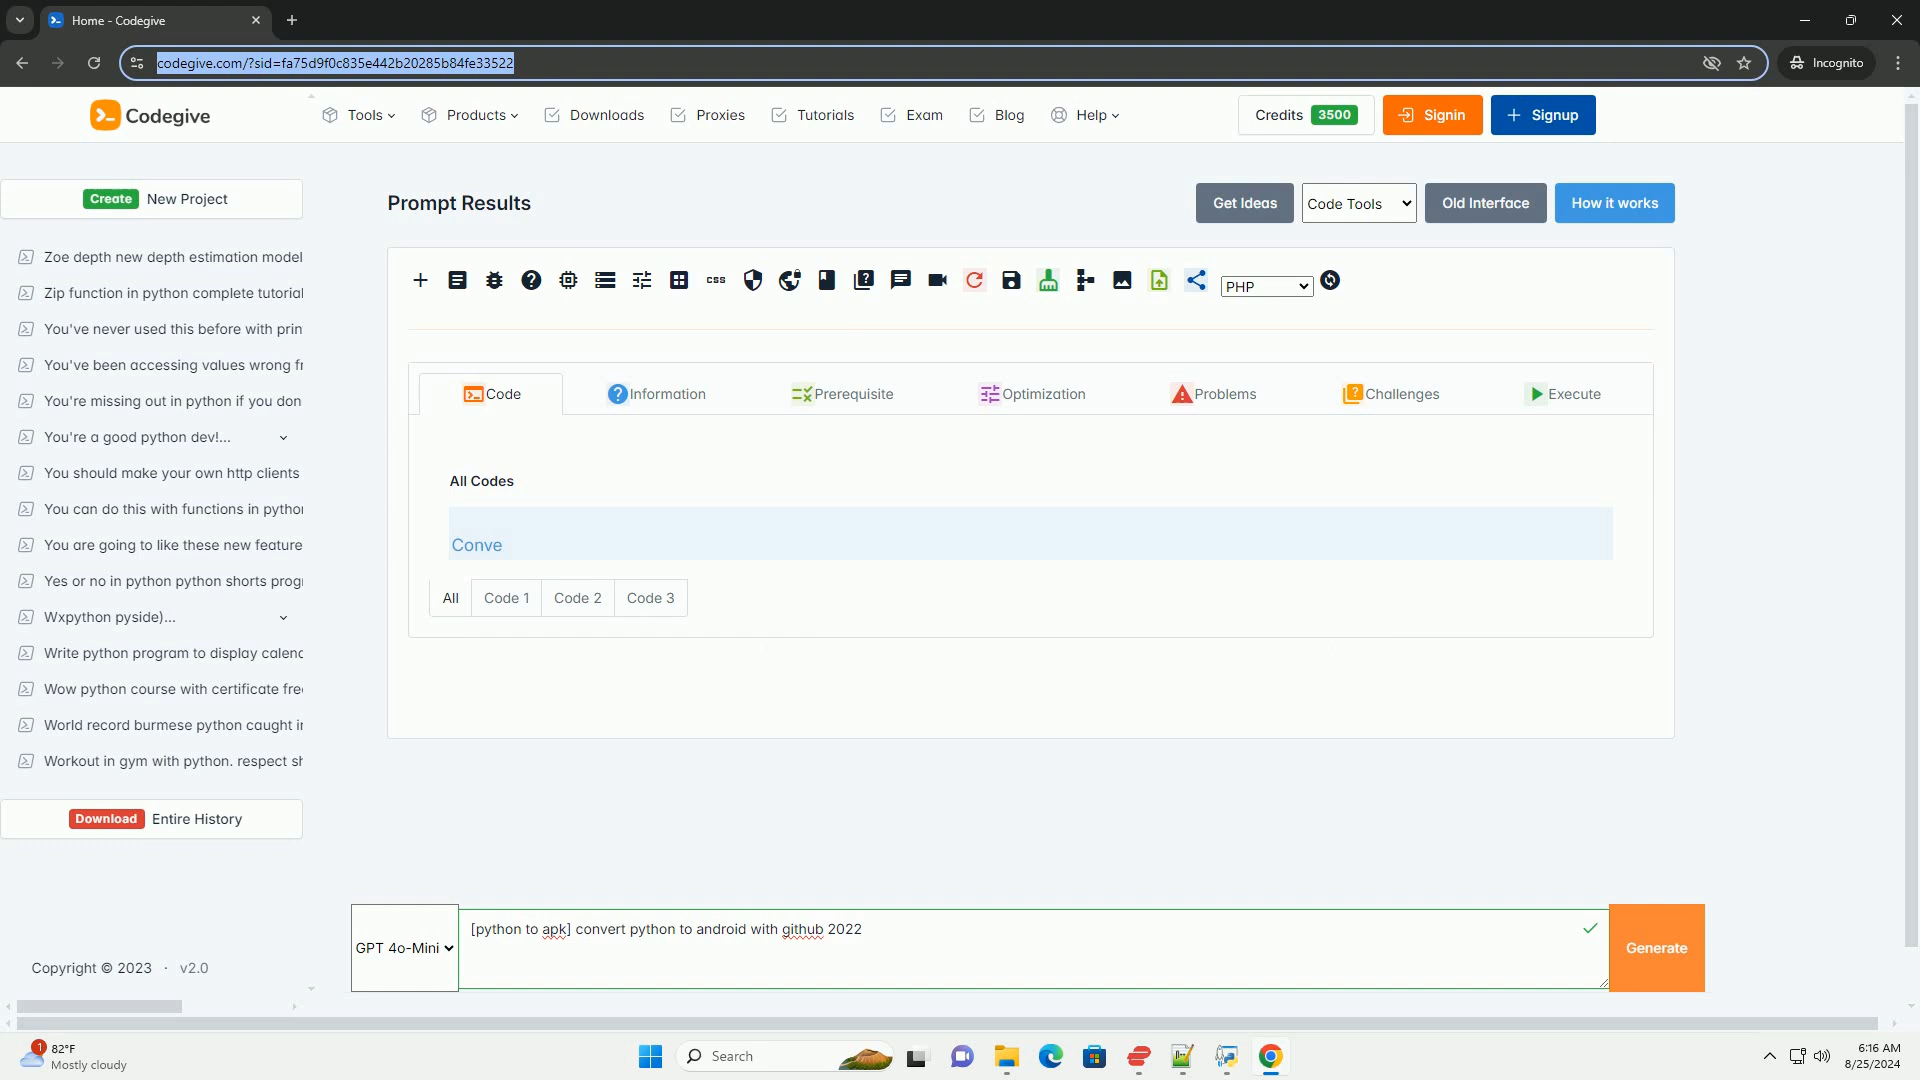 Home - Codegive
codegive.com/?sid=fa75d9f0c835e442b20285b84fe33522
Incognito
Codegive
Tools
Products
Downloads
Proxies
Tutorials
Exam
Blog
Help
Credits 3500
Signin
Signup
Create New Project
Zoe depth new depth estimation model
Zip function in python complete tutorial
You've never used this before with prin
You've been accessing values wrong fr
You're missing out in python if you don
You're a good python dev!...
You should make your own http clients
You can do this with functions in python
You are going to like these new feature
Yes or no in python python shorts prog
Wxpython pyside)...
Write python program to display calend
Wow python course with certificate free
World record burmese python caught in
Workout in gym with python. respect sh
Download Entire History
Copyright © 2023 · v2.0
Prompt Results
Get Ideas
Code Tools
Old Interface
How it works
css
PHP
Code
Information
Prerequisite
Optimization
Problems
Challenges
Execute
All Codes
Conve
All
Code 1
Code 2
Code 3
GPT 4o-Mini
[python to apk] convert python to android with github 2022
Generate
1
82°F
Mostly cloudy
Search
6:16 AM
8/25/2024